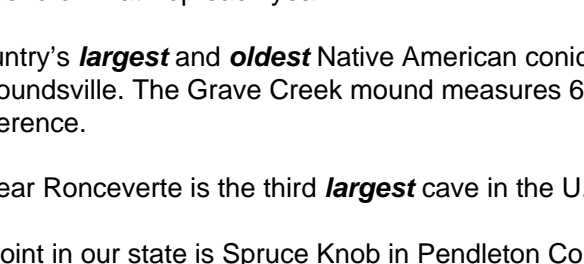 untry's largest and oldest Native American conic
oundsville. The Grave Creek mound measures 6
erence.
ear Ronceverte is the third largest cave in the U.
oint in our state is Spruce Knob in Pendleton Co